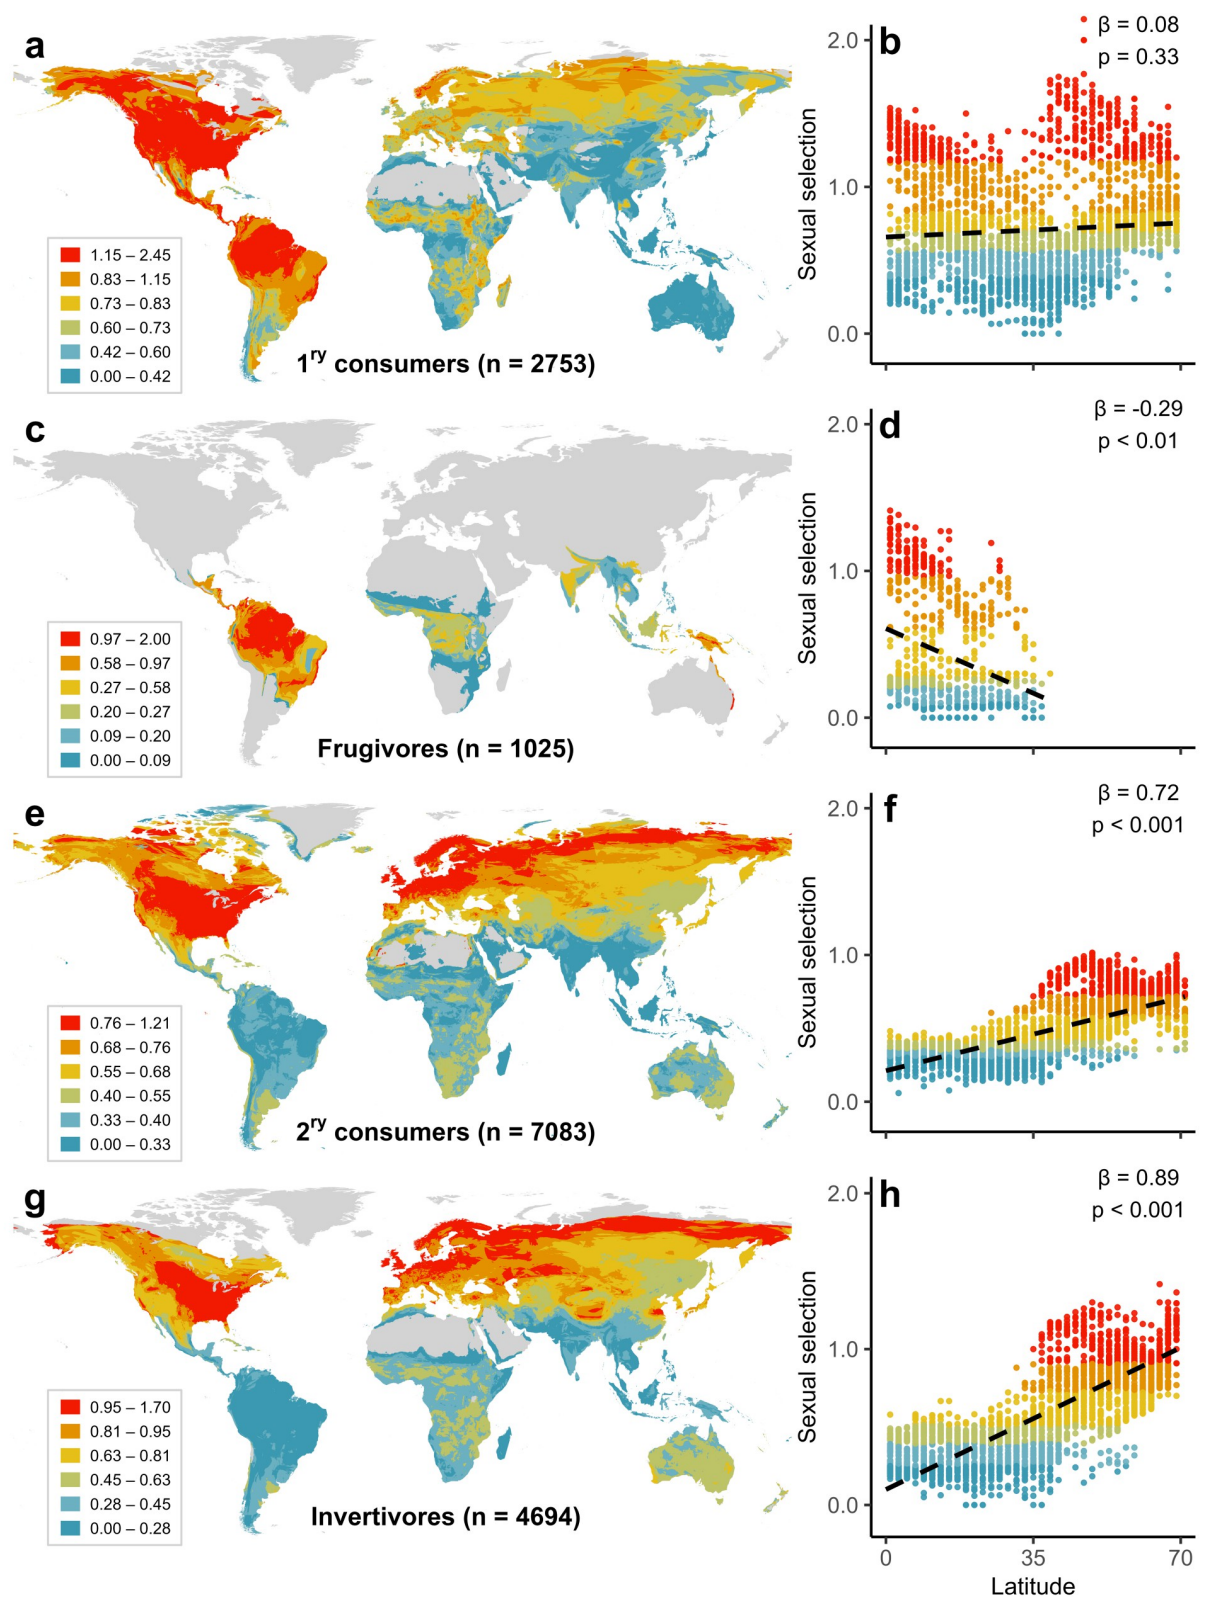 a
1.15 – 2.45
0.83 – 1.15
0.73 – 0.83
0.60 – 0.73
0.42 – 0.60
0.00 – 0.42
1ry consumers (n = 2753)
b
β = 0.08
p = 0.33
Sexual selection
2.0
1.0
0.0
c
0.97 – 2.00
0.58 – 0.97
0.27 – 0.58
0.20 – 0.27
0.09 – 0.20
0.00 – 0.09
Frugivores (n = 1025)
d
β = -0.29
p < 0.01
Sexual selection
2.0
1.0
0.0
e
0.76 – 1.21
0.68 – 0.76
0.55 – 0.68
0.40 – 0.55
0.33 – 0.40
0.00 – 0.33
2ry consumers (n = 7083)
f
β = 0.72
p < 0.001
Sexual selection
2.0
1.0
0.0
g
0.95 – 1.70
0.81 – 0.95
0.63 – 0.81
0.45 – 0.63
0.28 – 0.45
0.00 – 0.28
Invertivores (n = 4694)
h
β = 0.89
p < 0.001
Sexual selection
2.0
1.0
0.0
0 35 70
Latitude